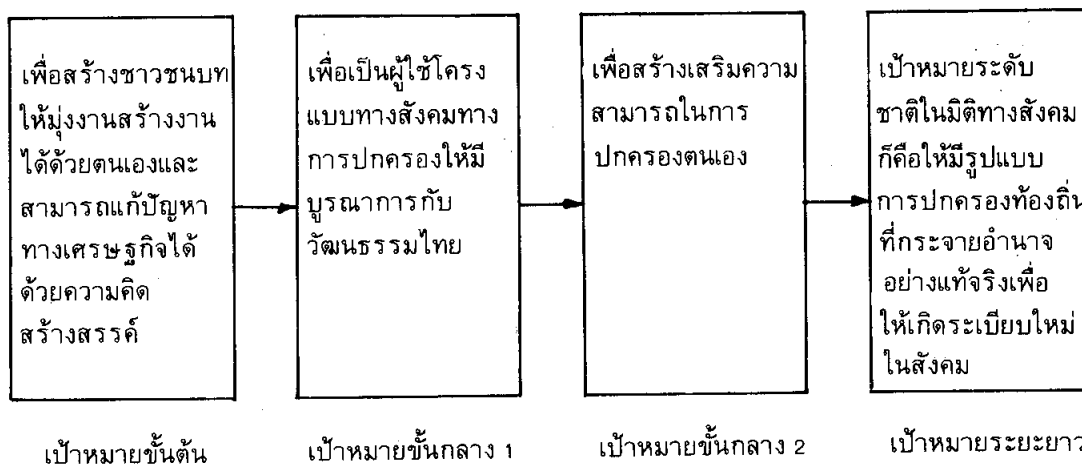 เพื่อสร้างชาวชนบท
ให้มุ่งงานสร้างงาน
ได้ด้วยตนเองและ
สามารถแก้ปัญหา
ทางเศรษฐกิจได้
ด้วยความคิด
สร้างสรรค์
เป้าหมายขั้นต้น
เพื่อเป็นผู้ใช้โครง
แบบทางสังคมทาง
การปกครองให้มี
บูรณาการกับ
วัฒนธรรมไทย
เป้าหมายขั้นกลาง 1
เพื่อสร้างเสริมความ
สามารถในการ
ปกครองตนเอง
เป้าหมายขั้นกลาง 2
เป้าหมายระดับ
ชาติในมิติทางสังคม
ก็คือให้มีรูปแบบ
การปกครองท้องถิ่น
ที่กระจายอำนาจ
อย่างแท้จริงเพื่อ
ให้เกิดระเบียบใหม่
ในสังคม
เป้าหมายระยะยาว